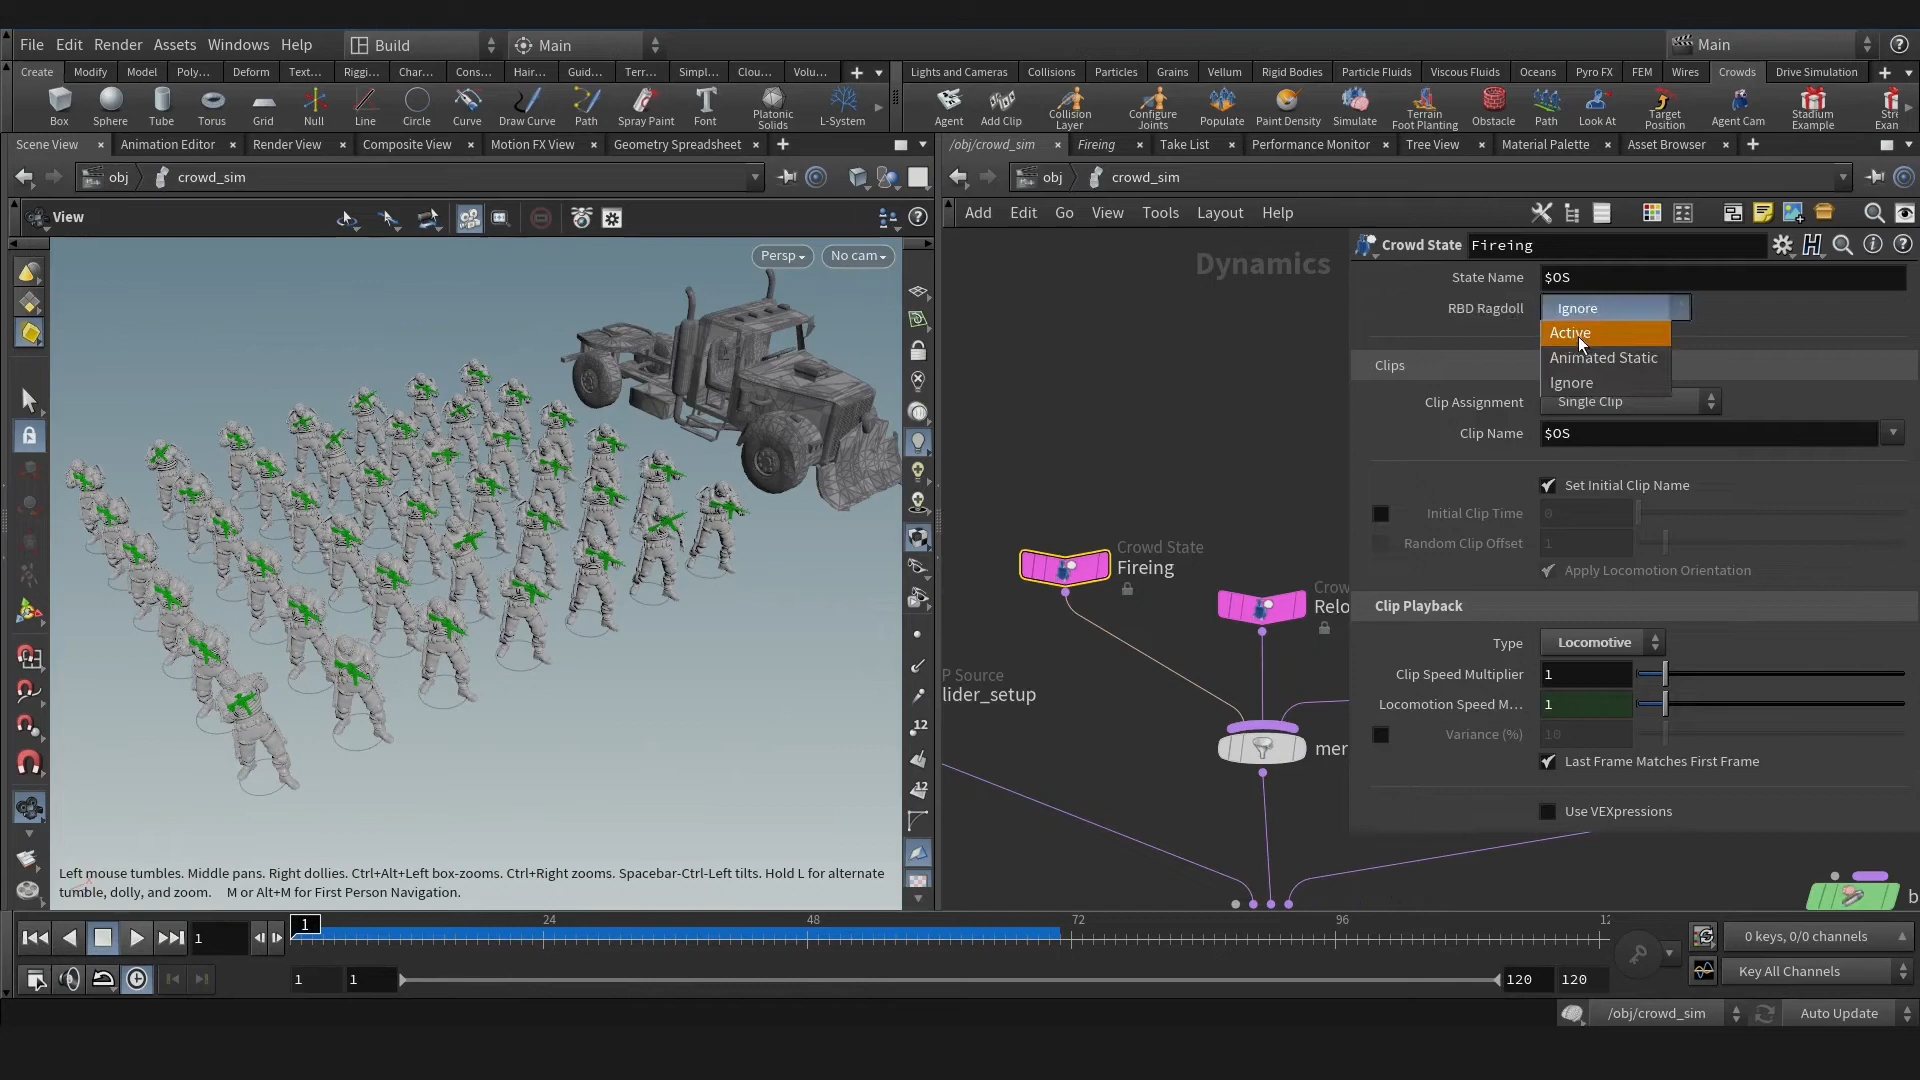 File Edit Render Assets Windows Help Build Main Main
Create Modify Model Poly... Deform Text... Riggi... Char... Cons... Hair... Guid... Terr... Simpl... Clou... Volu... Lights and Cameras Collisions Particles Grains Vellum Rigid Bodies Particle Fluids Viscous Fluids Oceans Pyro FX FEM Wires Crowds Drive Simulation
Box Sphere Tube Torus Grid Null Line Circle Curve Draw Curve Path Spray Paint Font Platonic Solids L-System Agent Add Clip Collision Layer Configure Joints Populate Paint Density Simulate Terrain Foot Planting Obstacle Path Look At Target Position Agent Cam Stadium Example Stre Exan
Scene View Animation Editor Render View Composite View Motion FX View Geometry Spreadsheet /obj/crowd_sim Fireing Take List Performance Monitor Tree View Material Palette Asset Browser
obj crowd_sim obj crowd_sim
View Add Edit Go View Tools Layout Help
Persp No cam
Dynamics
Crowd State Fireing
State Name $OS
RBD Ragdoll Ignore
Active
Animated Static
Ignore
Clips
Clip Assignment Single Clip
Clip Name $OS
Set Initial Clip Name
Initial Clip Time 0
Random Clip Offset 1
Apply Locomotion Orientation
Clip Playback
Type Locomotive
Clip Speed Multiplier 1
Locomotion Speed M... 1
Variance (%) 10
Last Frame Matches First Frame
Use VEXpressions
Crowd State
Fireing
Crow
Relo
P Source
lider_setup
mer
b
12
12
Left mouse tumbles. Middle pans. Right dollies. Ctrl+Alt+Left box-zooms. Ctrl+Right zooms. Spacebar-Ctrl-Left tilts. Hold L for alternate
tumble, dolly, and zoom. M or Alt+M for First Person Navigation.
1 1 24 48 72 96 12
0 keys, 0/0 channels
1 1 120 120 Key All Channels
/obj/crowd_sim Auto Update